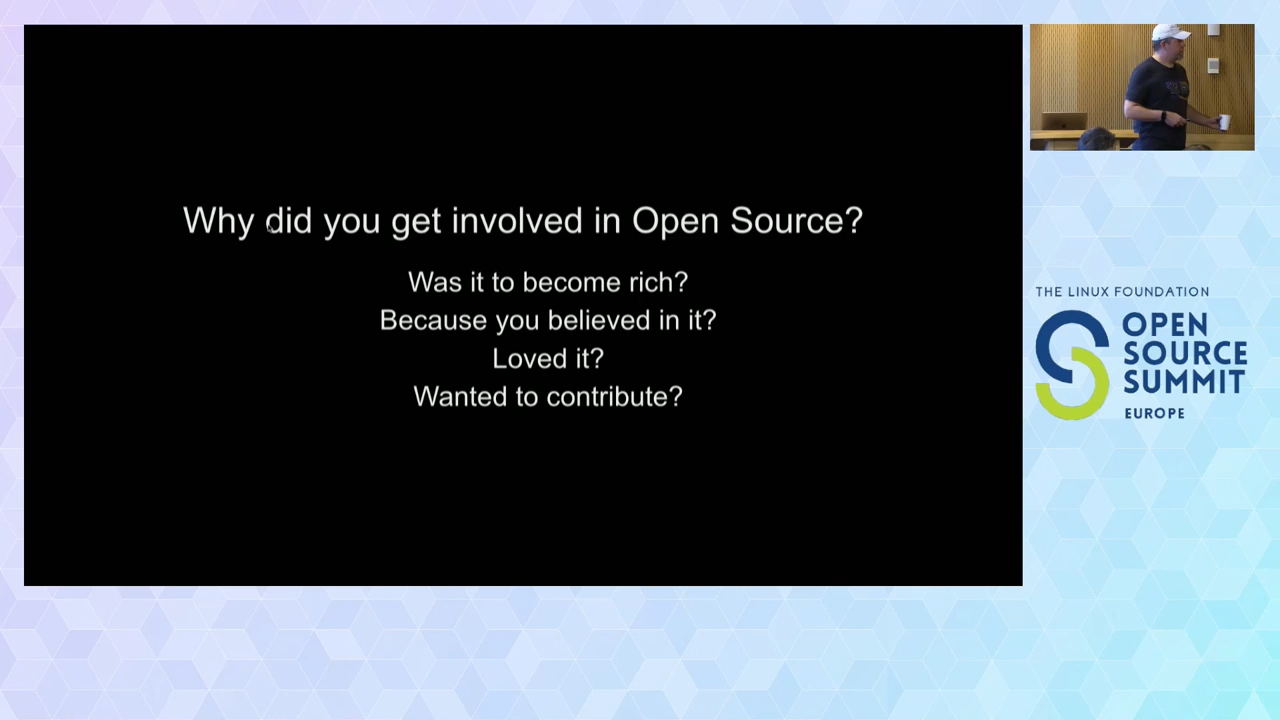 Why did you get involved in Open Source?
Was it to become rich?
Because you believed in it?
Loved it?
Wanted to contribute?
THE LINUX FOUNDATION
OPEN
SOURCE
SUMMIT
EUROPE